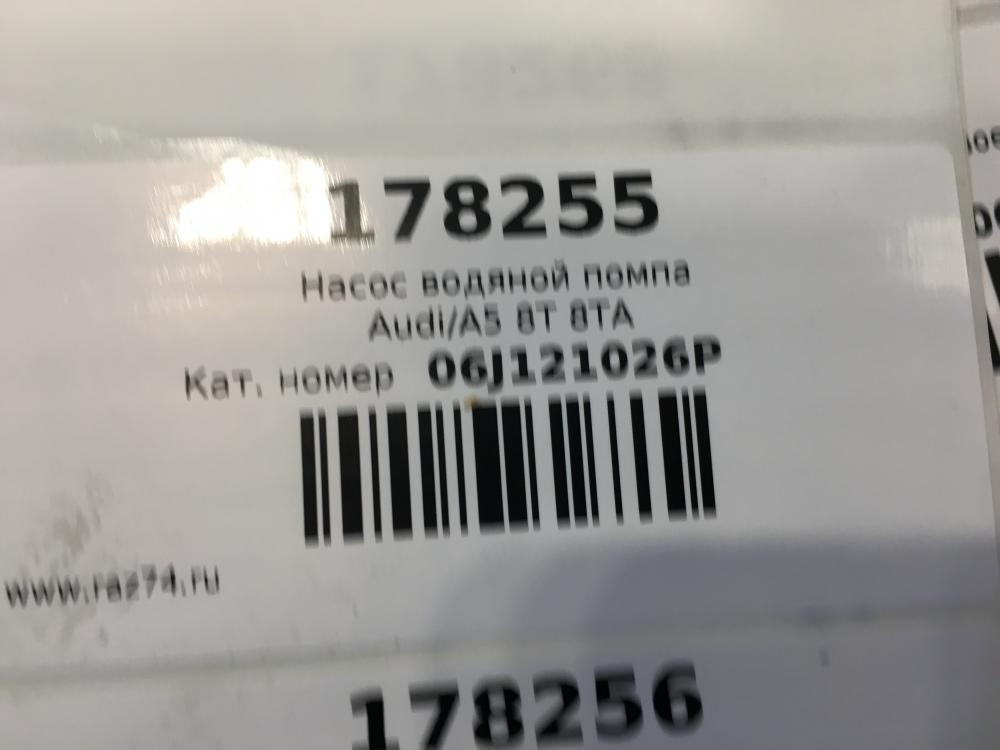 178255
Насос водяной помпа
Audi/A5 8T 8TA
Кат. номер 06J121026P
www.raz74.ru
178256